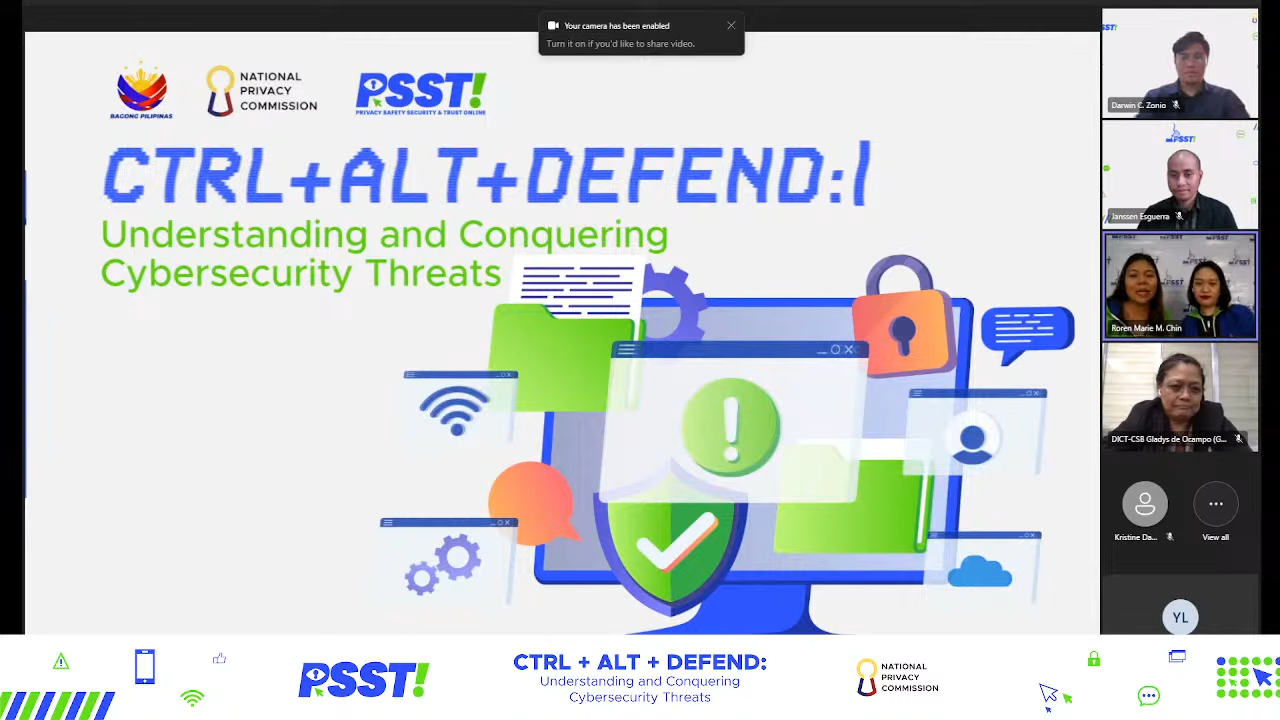 Your camera has been enabled
Turn it on if you'd like to share video.
BAGONG PILIPINAS
NATIONAL
PRIVACY
COMMISSION
PSST!
PRIVACY SAFETY SECURITY & TRUST ONLINE
CTRL+ALT+DEFEND:|
Understanding and Conquering
Cybersecurity Threats
SST!
Darwin C. Zonio
PSST!
Janssen Esguerra
PSST!
Roren Marie M. Chin
DICT-CSB Gladys de Ocampo (G...
Kristine Da...
View all
YL
PSST!
CTRL + ALT + DEFEND:
Understanding and Conquering
Cybersecurity Threats
NATIONAL
PRIVACY
COMMISSION